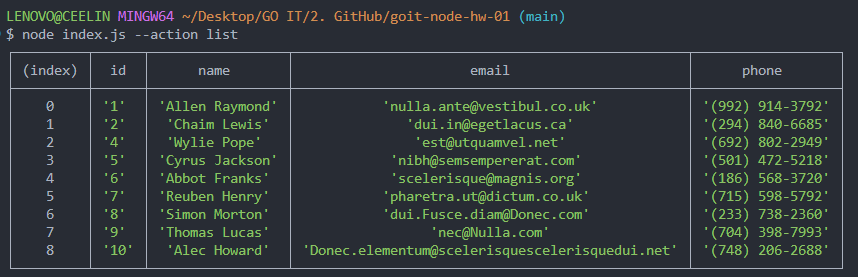 LENOVO@CEELIN MINGW64 ~/Desktop/GO IT/2. GitHub/goit-node-hw-01 (main)
$ node index.js --action list
(index) id name email phone
0 '1' 'Allen Raymond' 'nulla.ante@vestibul.co.uk' '(992) 914-3792'
1 '2' 'Chaim Lewis' 'dui.in@egetlacus.ca' '(294) 840-6685'
2 '4' 'Wylie Pope' 'est@utquamvel.net' '(692) 802-2949'
3 '5' 'Cyrus Jackson' 'nibh@semsempererat.com' '(501) 472-5218'
4 '6' 'Abbot Franks' 'scelerisque@magnis.org' '(186) 568-3720'
5 '7' 'Reuben Henry' 'pharetra.ut@dictum.co.uk' '(715) 598-5792'
6 '8' 'Simon Morton' 'dui.Fusce.diam@Donec.com' '(233) 738-2360'
7 '9' 'Thomas Lucas' 'nec@Nulla.com' '(704) 398-7993'
8 '10' 'Alec Howard' 'Donec.elementum@scelerisquescelerisquedui.net' '(748) 206-2688'